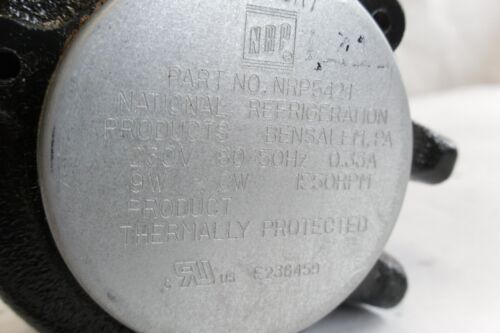 NRP
PART NO. NRP5421
NATIONAL REFRIGERATION
PRODUCTS BENSALEM, PA
230V 60/50HZ 0.33A
9W CW 1550RPM
PRODUCT
THERMALLY PROTECTED
c US E236459